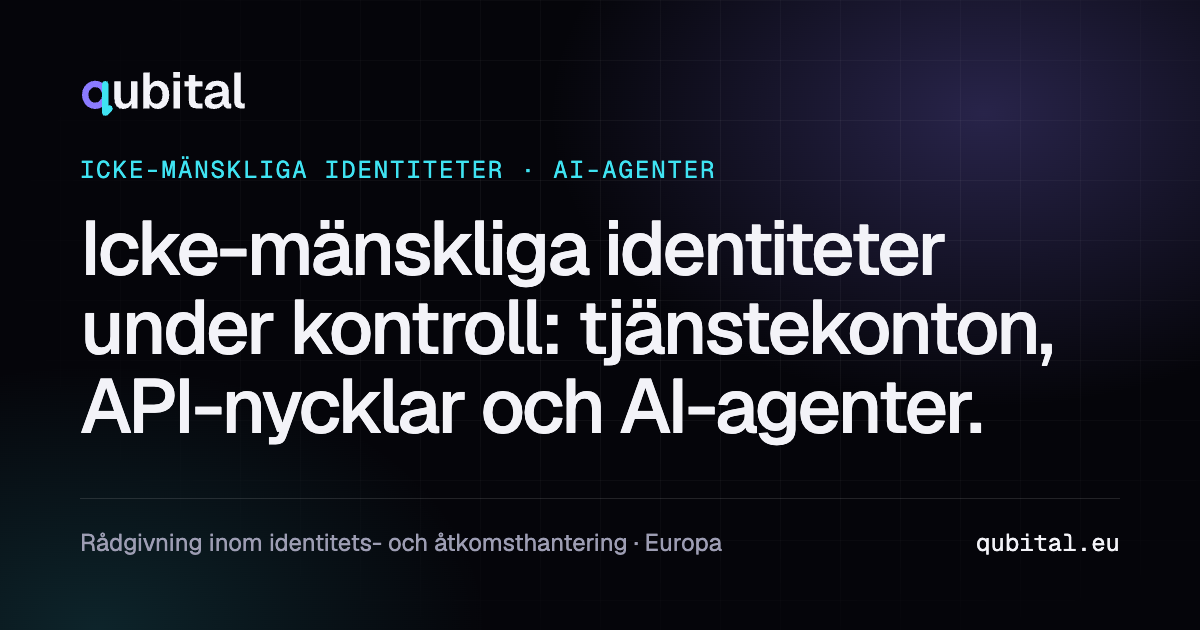 qubital
ICKE-MÄNSKLIGA IDENTITETER · AI-AGENTER
Icke-mänskliga identiteter
under kontroll: tjänstekonton,
API-nycklar och AI-agenter.
Rådgivning inom identitets- och åtkomsthantering · Europa
qubital.eu